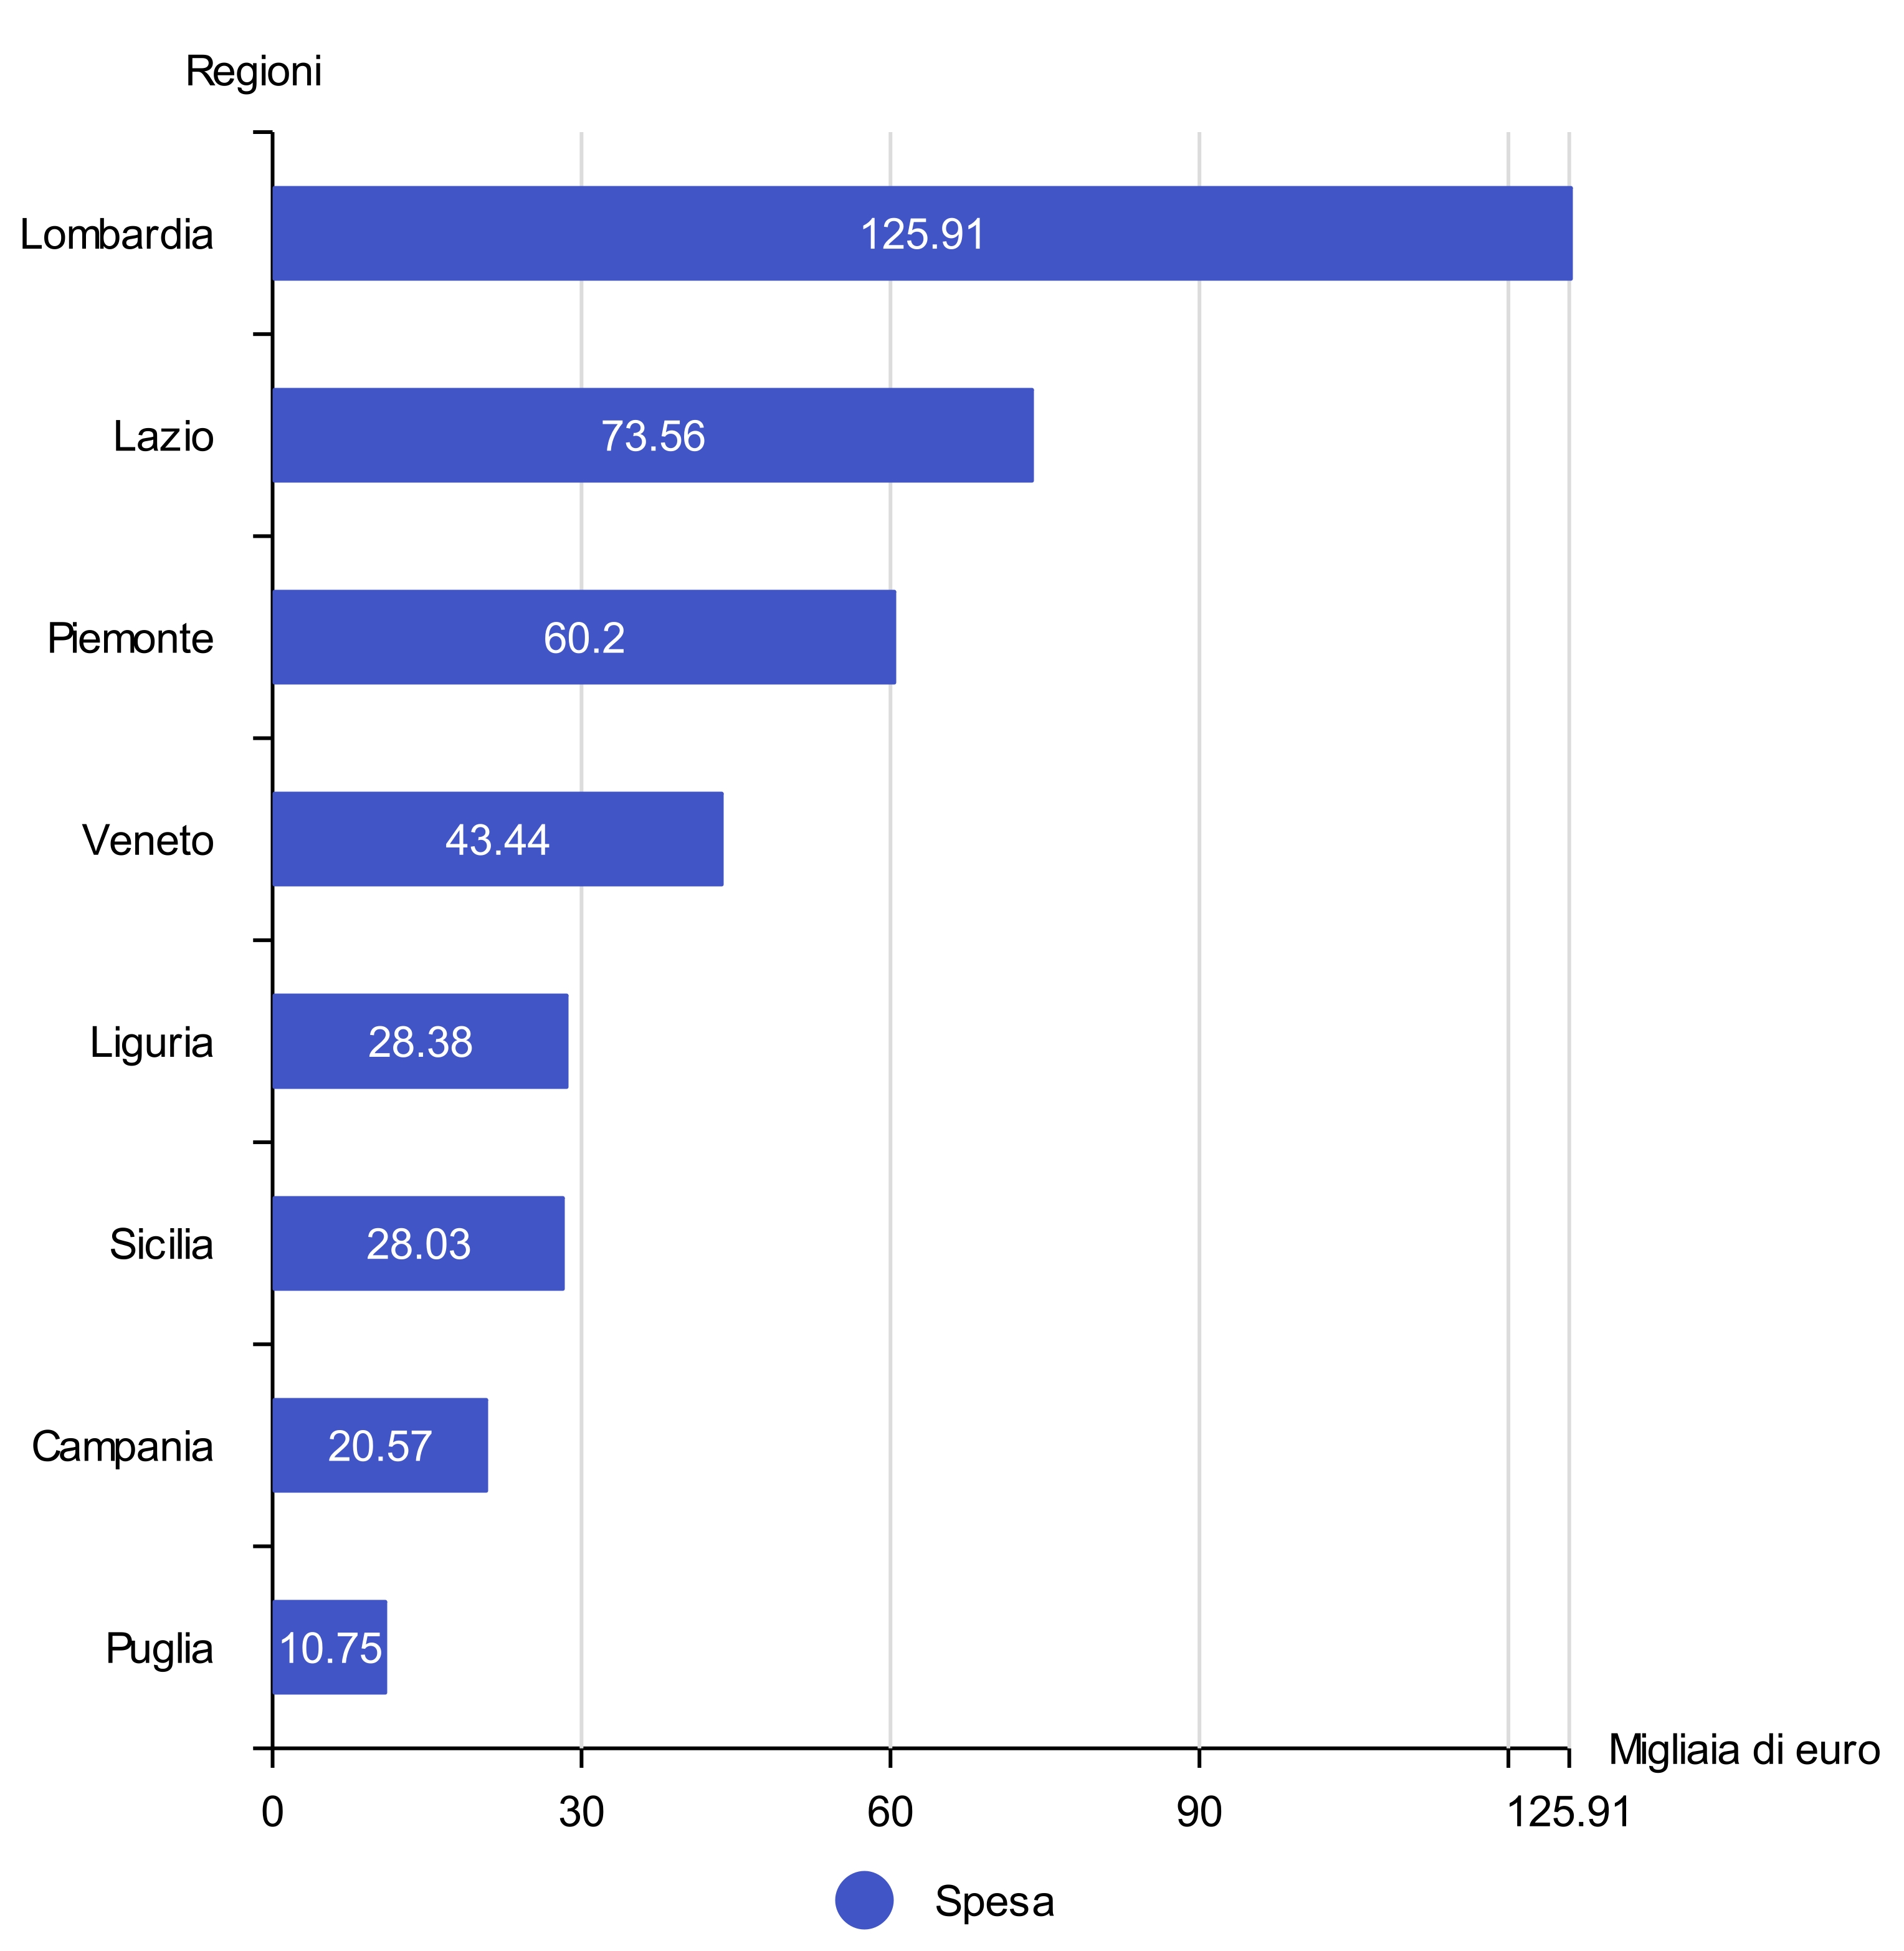 Regioni
Lombardia 125.91
Lazio 73.56
Piemonte 60.2
Veneto 43.44
Liguria 28.38
Sicilia 28.03
Campania 20.57
Puglia 10.75
Migliaia di euro
0 30 60 90 125.91
Spesa